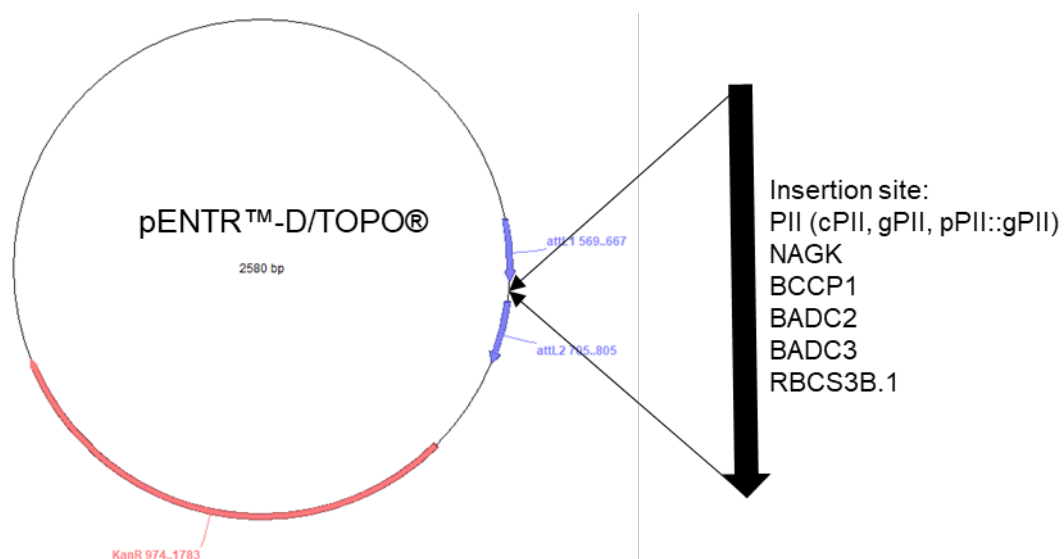 pENTR™-D/TOPO®
2580 bp
attL1 569..667
attL2 705..805
KanR 974..1783
Insertion site:
PII (cPII, gPII, pPII::gPII)
NAGK
BCCP1
BADC2
BADC3
RBCS3B.1